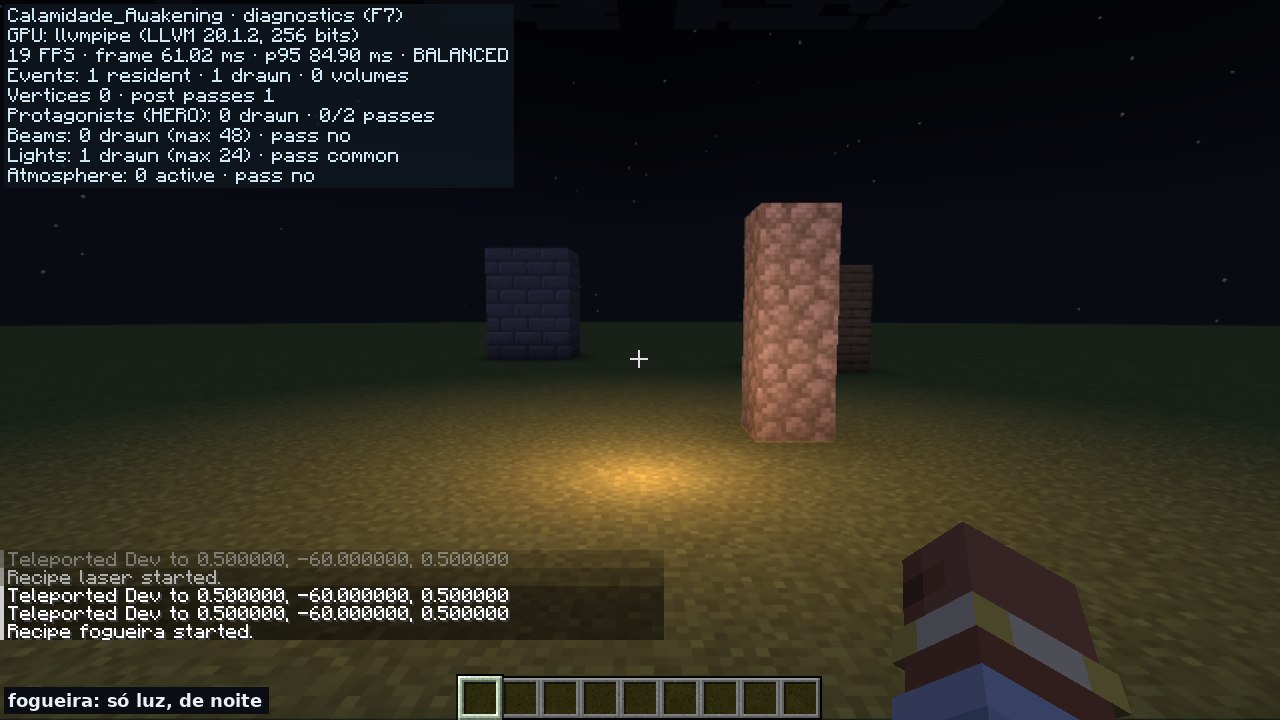 Calamidade_Awakening · diagnostics (F7)
GPU: llvmpipe (LLVM 20.1.2, 256 bits)
19 FPS · frame 61.02 ms · p95 84.90 ms · BALANCED
Events: 1 resident · 1 drawn · 0 volumes
Vertices 0 · post passes 1
Protagonists (HERO): 0 drawn · 0/2 passes
Beams: 0 drawn (max 48) · pass no
Lights: 1 drawn (max 24) · pass common
Atmosphere: 0 active · pass no
Teleported Dev to 0.500000, -60.000000, 0.500000
Recipe laser started.
Teleported Dev to 0.500000, -60.000000, 0.500000
Teleported Dev to 0.500000, -60.000000, 0.500000
Recipe fogueira started.
fogueira: só luz, de noite